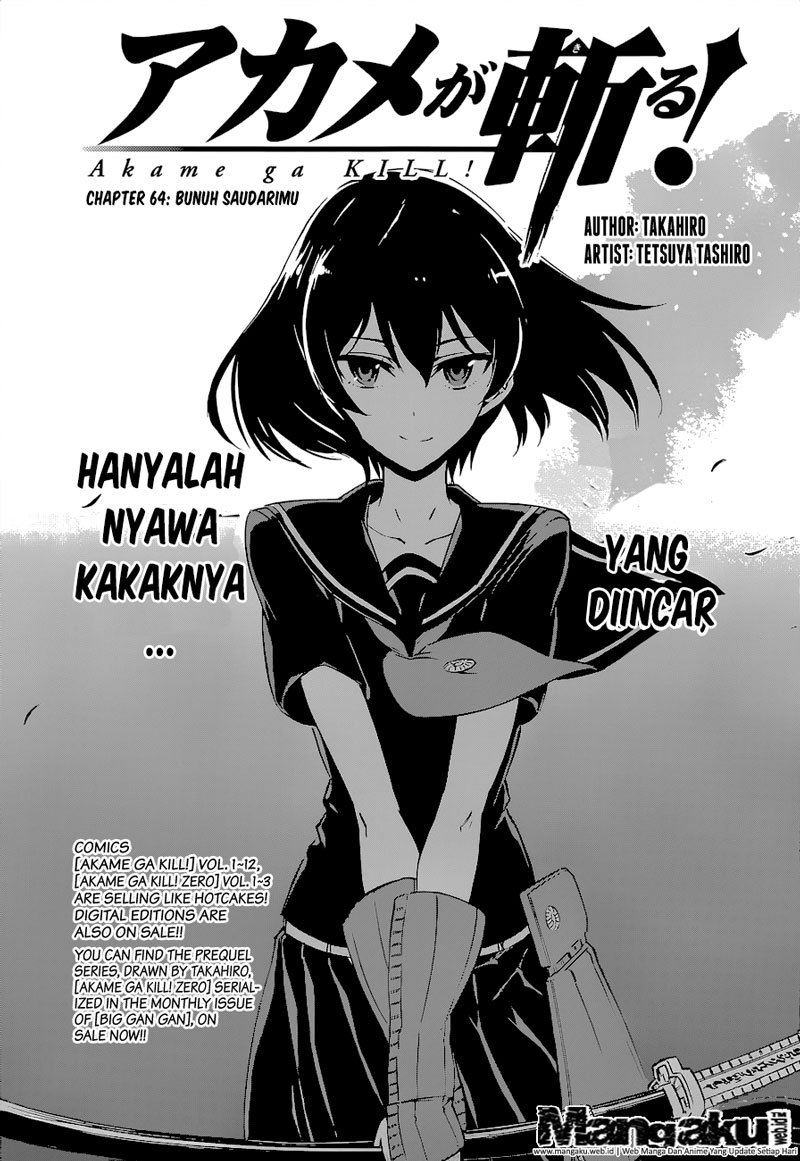 アカメが斬る!
き
Akame ga KILL!
CHAPTER 64: BUNUH SAUDARIMU
AUTHOR: TAKAHIRO
ARTIST: TETSUYA TASHIRO
HANYALAH
NYAWA
KAKAKNYA
...
YANG
DIINCAR
COMICS
[AKAME GA KILL!] VOL. 1~12,
[AKAME GA KILL! ZERO] VOL. 1~3
ARE SELLING LIKE HOTCAKES!
DIGITAL EDITIONS ARE
ALSO ON SALE!!
YOU CAN FIND THE PREQUEL
SERIES, DRAWN BY TAKAHIRO,
[AKAME GA KILL! ZERO] SERIAL-
IZED IN THE MONTHLY ISSUE
OF [BIG GAN GAN], ON
SALE NOW!!
Mangaku
www.mangaku.web.id | Web Manga Dan Anime Yang Update Setiap Hari